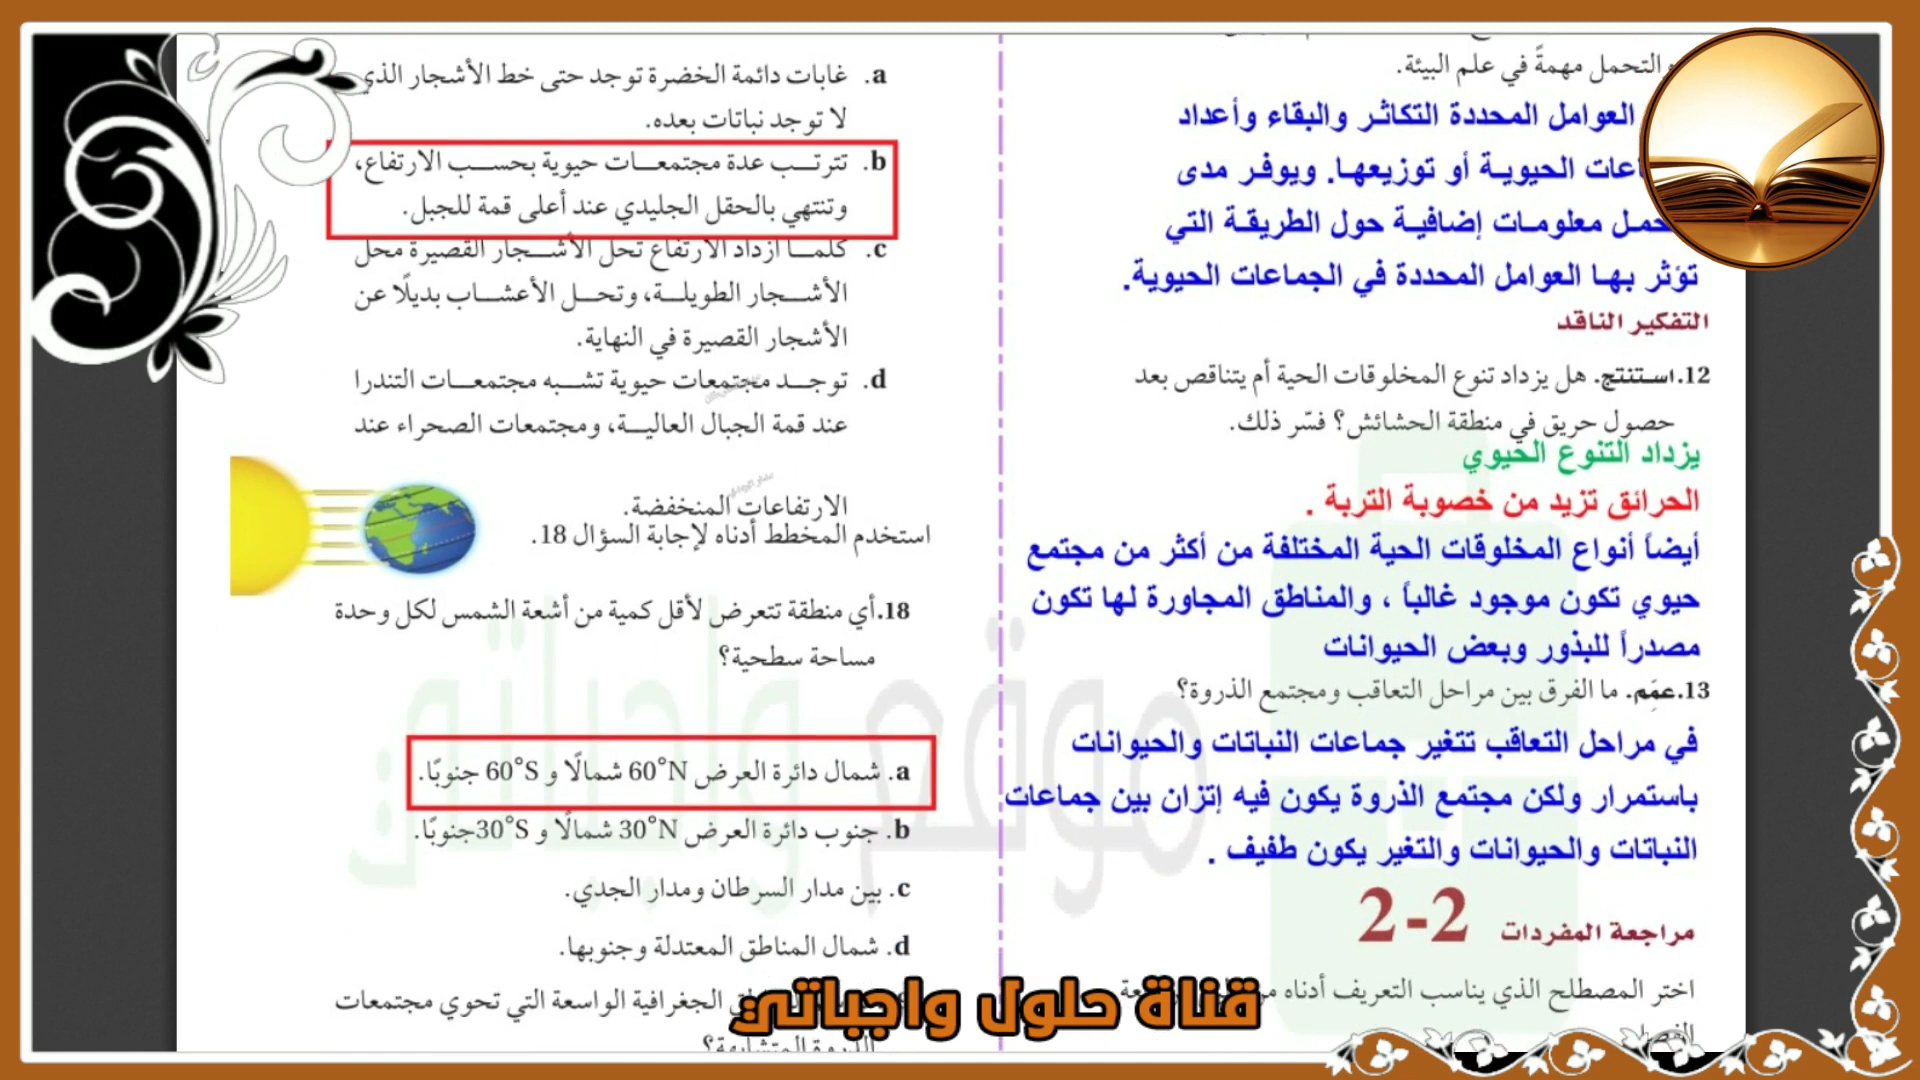 والتحمل مهمةً في علم البيئة.
العوامل المحددة التكاثر والبقاء وأعداد
الحيوية أو توزيعها. ويوفر مدى
معلومات إضافية حول الطريقة التي
تؤثر بها العوامل المحددة في الجماعات الحيوية.
التفكير الناقد
12.استنتج. هل يزداد تنوع المخلوقات الحية أم يتناقص بعد
حصول حريق في منطقة الحشائش؟ فسّر ذلك.
يزداد التنوع الحيوي
الحرائق تزيد من خصوبة التربة .
أيضاً أنواع المخلوقات الحية المختلفة من أكثر من مجتمع
حيوي تكون موجود غالباً ، والمناطق المجاورة لها تكون
مصدراً للبذور وبعض الحيوانات
13.عمِّم. ما الفرق بين مراحل التعاقب ومجتمع الذروة؟
في مراحل التعاقب تتغير جماعات النباتات والحيوانات
باستمرار ولكن مجتمع الذروة يكون فيه إتزان بين جماعات
النباتات والحيوانات والتغير يكون طفيف .
2-2 مراجعة المفردات
اختر المصطلح الذي يناسب التعريف أدناه
a. غابات دائمة الخضرة توجد حتى خط الأشجار الذي
لا توجد نباتات بعده.
b. تترتب عدة مجتمعات حيوية بحسب الارتفاع،
وتنتهي بالحقل الجليدي عند أعلى قمة للجبل.
c. كلما ازداد الارتفاع تحل الأشجار القصيرة محل
الأشجار الطويلة، وتحل الأعشاب بديلًا عن
الأشجار القصيرة في النهاية.
d. توجد مجتمعات حيوية تشبه مجتمعات التندرا
عند قمة الجبال العالية، ومجتمعات الصحراء عند
الارتفاعات المنخفضة.
استخدم المخطط أدناه لإجابة السؤال 18.
18.أي منطقة تتعرض لأقل كمية من أشعة الشمس لكل وحدة
مساحة سطحية؟
a. شمال دائرة العرض 60°N شمالًا و 60°S جنوبًا.
b. جنوب دائرة العرض 30°N شمالًا و 30°S جنوبًا.
c. بين مدار السرطان ومدار الجدي.
d. شمال المناطق المعتدلة وجنوبها.
الجغرافية الواسعة التي تحوي مجتمعات
الذروة المتشابهة؟
موقع واجباتي
قناة حلول واجباتي